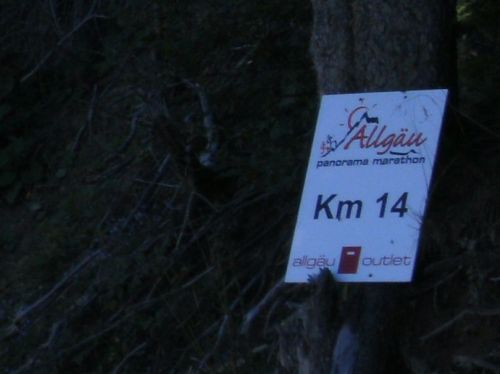 Allgäu
panorama marathon
Km 14
allgäu outlet